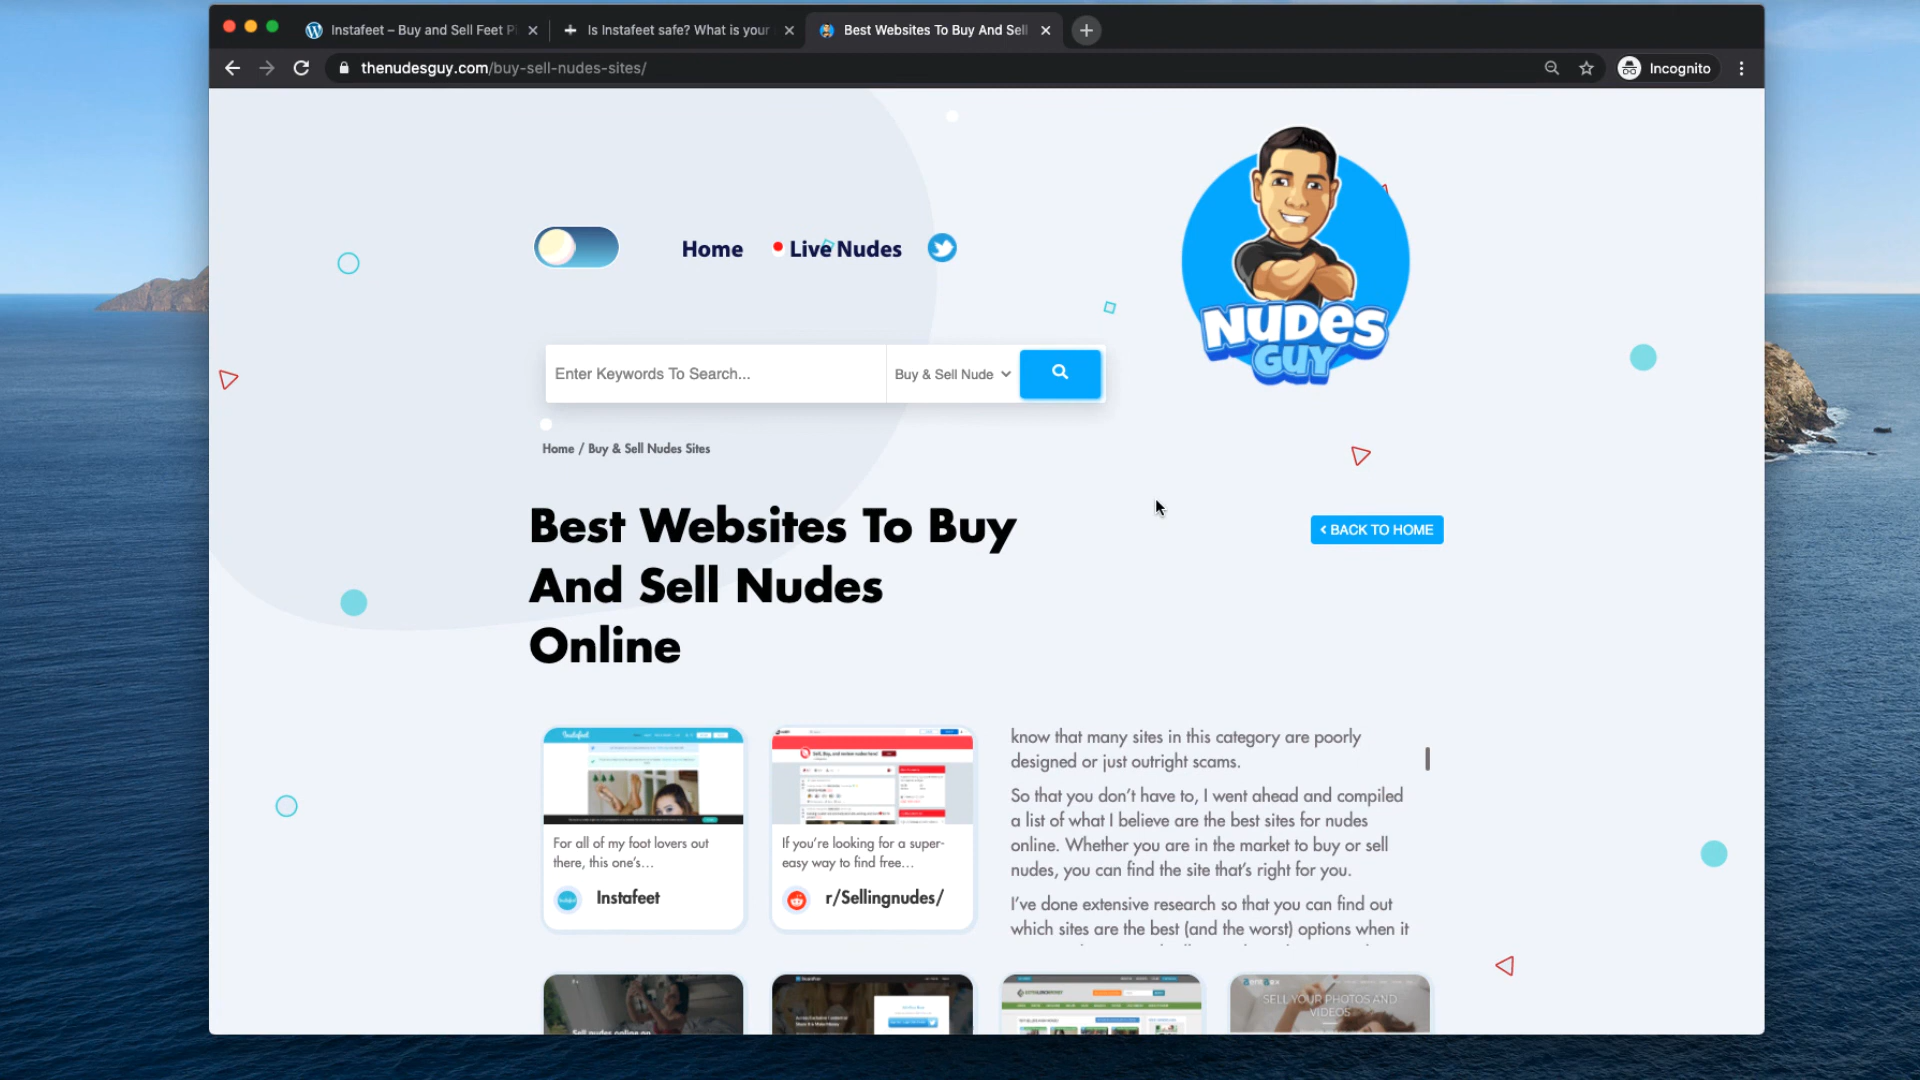 Instafeet – Buy and Sell Feet P
Is Instafeet safe? What is your
Best Websites To Buy And Sell
thenudesguy.com/buy-sell-nudes-sites/
Incognito
Home
Live Nudes
NUDES
GUY
Enter Keywords To Search...
Buy & Sell Nude
Home / Buy & Sell Nudes Sites
Best Websites To Buy
And Sell Nudes
Online
< BACK TO HOME
know that many sites in this category are poorly
designed or just outright scams.
So that you don't have to, I went ahead and compiled
a list of what I believe are the best sites for nudes
online. Whether you are in the market to buy or sell
nudes, you can find the site that's right for you.
I've done extensive research so that you can find out
which sites are the best (and the worst) options when it
For all of my foot lovers out
there, this one's...
Instafeet
If you're looking for a super-
easy way to find free...
r/Sellingnudes/
Sell nudes online on
SELL YOUR PHOTOS AND
VIDEOS